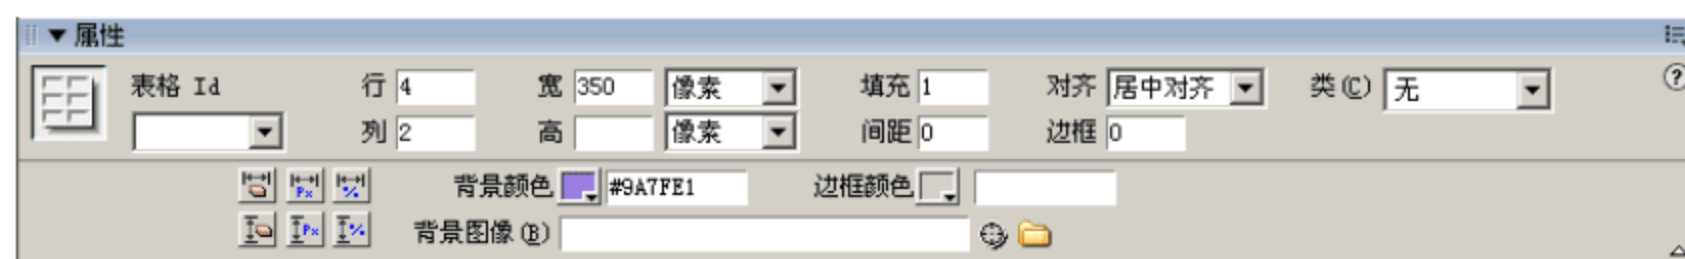 属性
表格 Id 行 4 宽 350 像素 填充 1 对齐 居中对齐 类(C) 无
列 2 高 像素 间距 0 边框 0
背景颜色 #9A7FE1 边框颜色
背景图像(B)